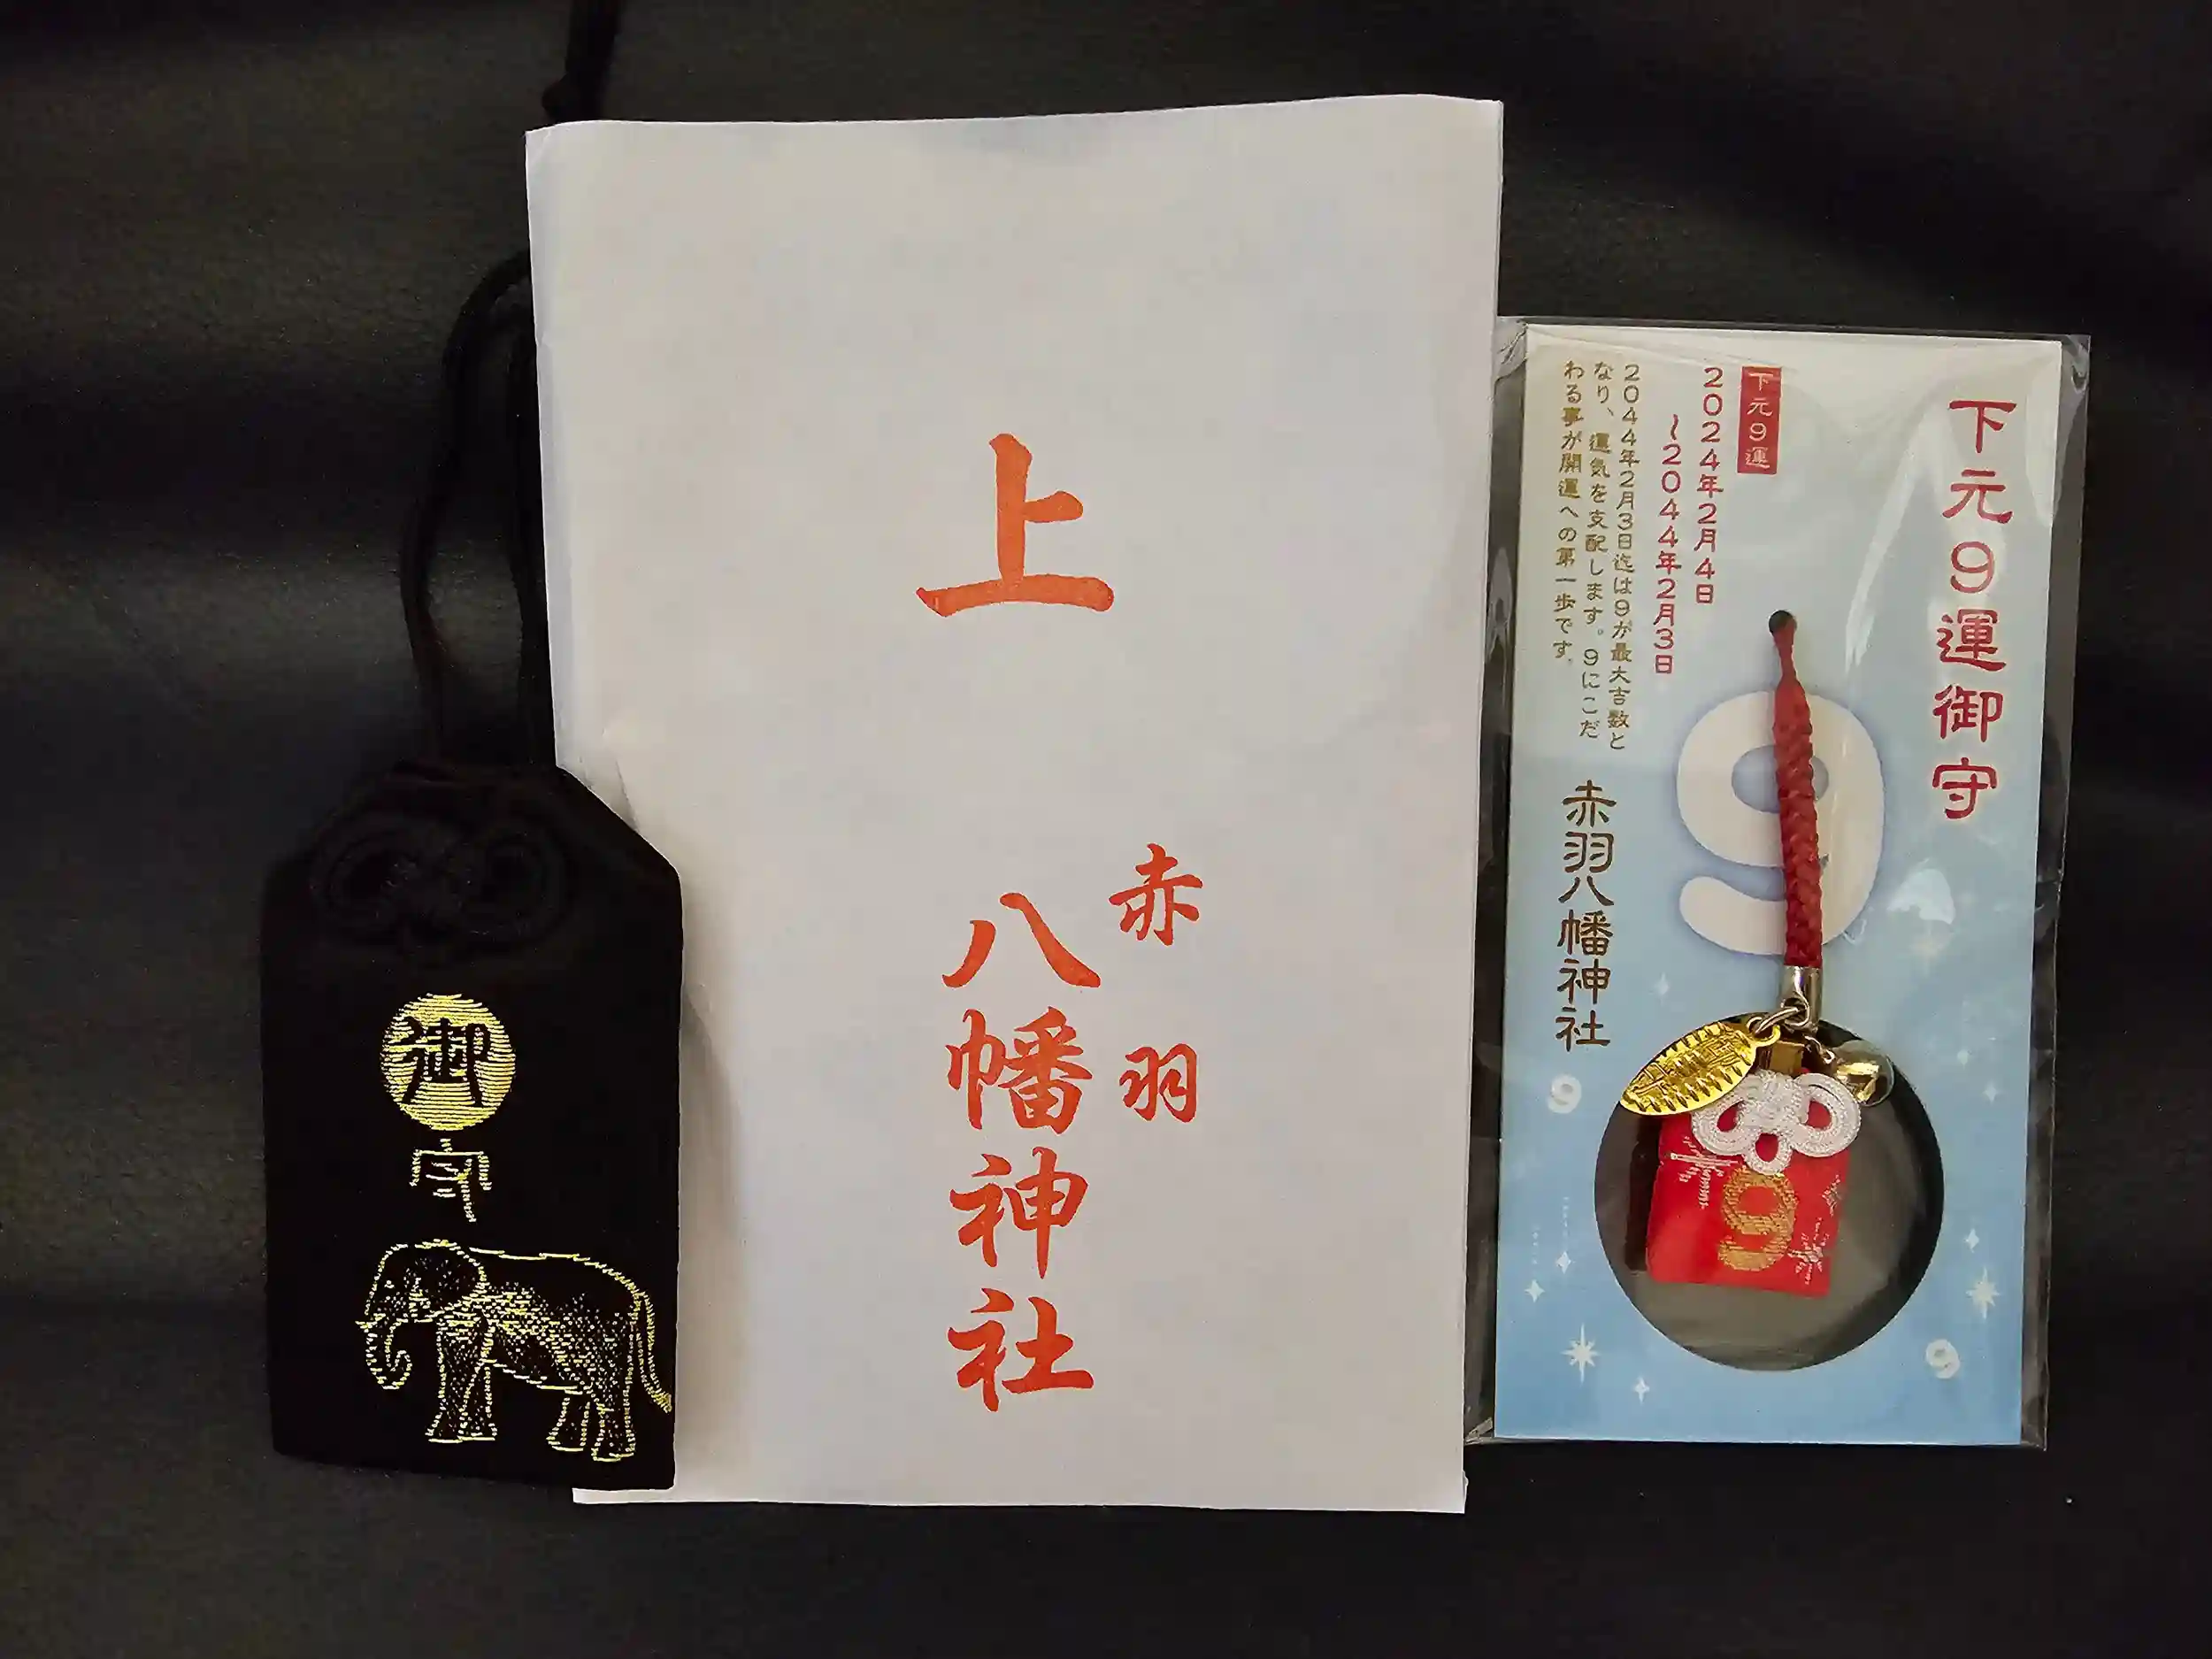 御
守
上
赤羽
八幡神社
下元9運御守
下元9運
2024年2月4日
~2044年2月3日
2044年2月3日迄は9が最大吉数と
なり、運気を支配します。9にこだ
わる事が開運への第一歩です。
赤羽八幡神社
9
9
9
9